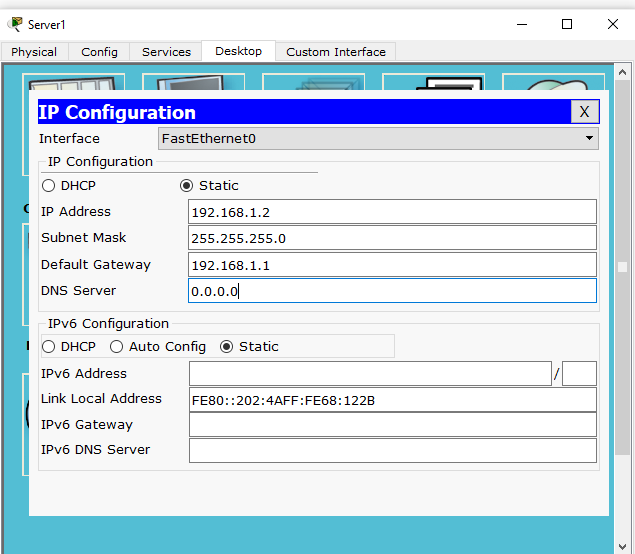 Server1
Physical Config Services Desktop Custom Interface
IP Configuration X
Interface FastEthernet0
IP Configuration
DHCP Static
IP Address 192.168.1.2
Subnet Mask 255.255.255.0
Default Gateway 192.168.1.1
DNS Server 0.0.0.0
IPv6 Configuration
DHCP Auto Config Static
IPv6 Address /
Link Local Address FE80::202:4AFF:FE68:122B
IPv6 Gateway
IPv6 DNS Server